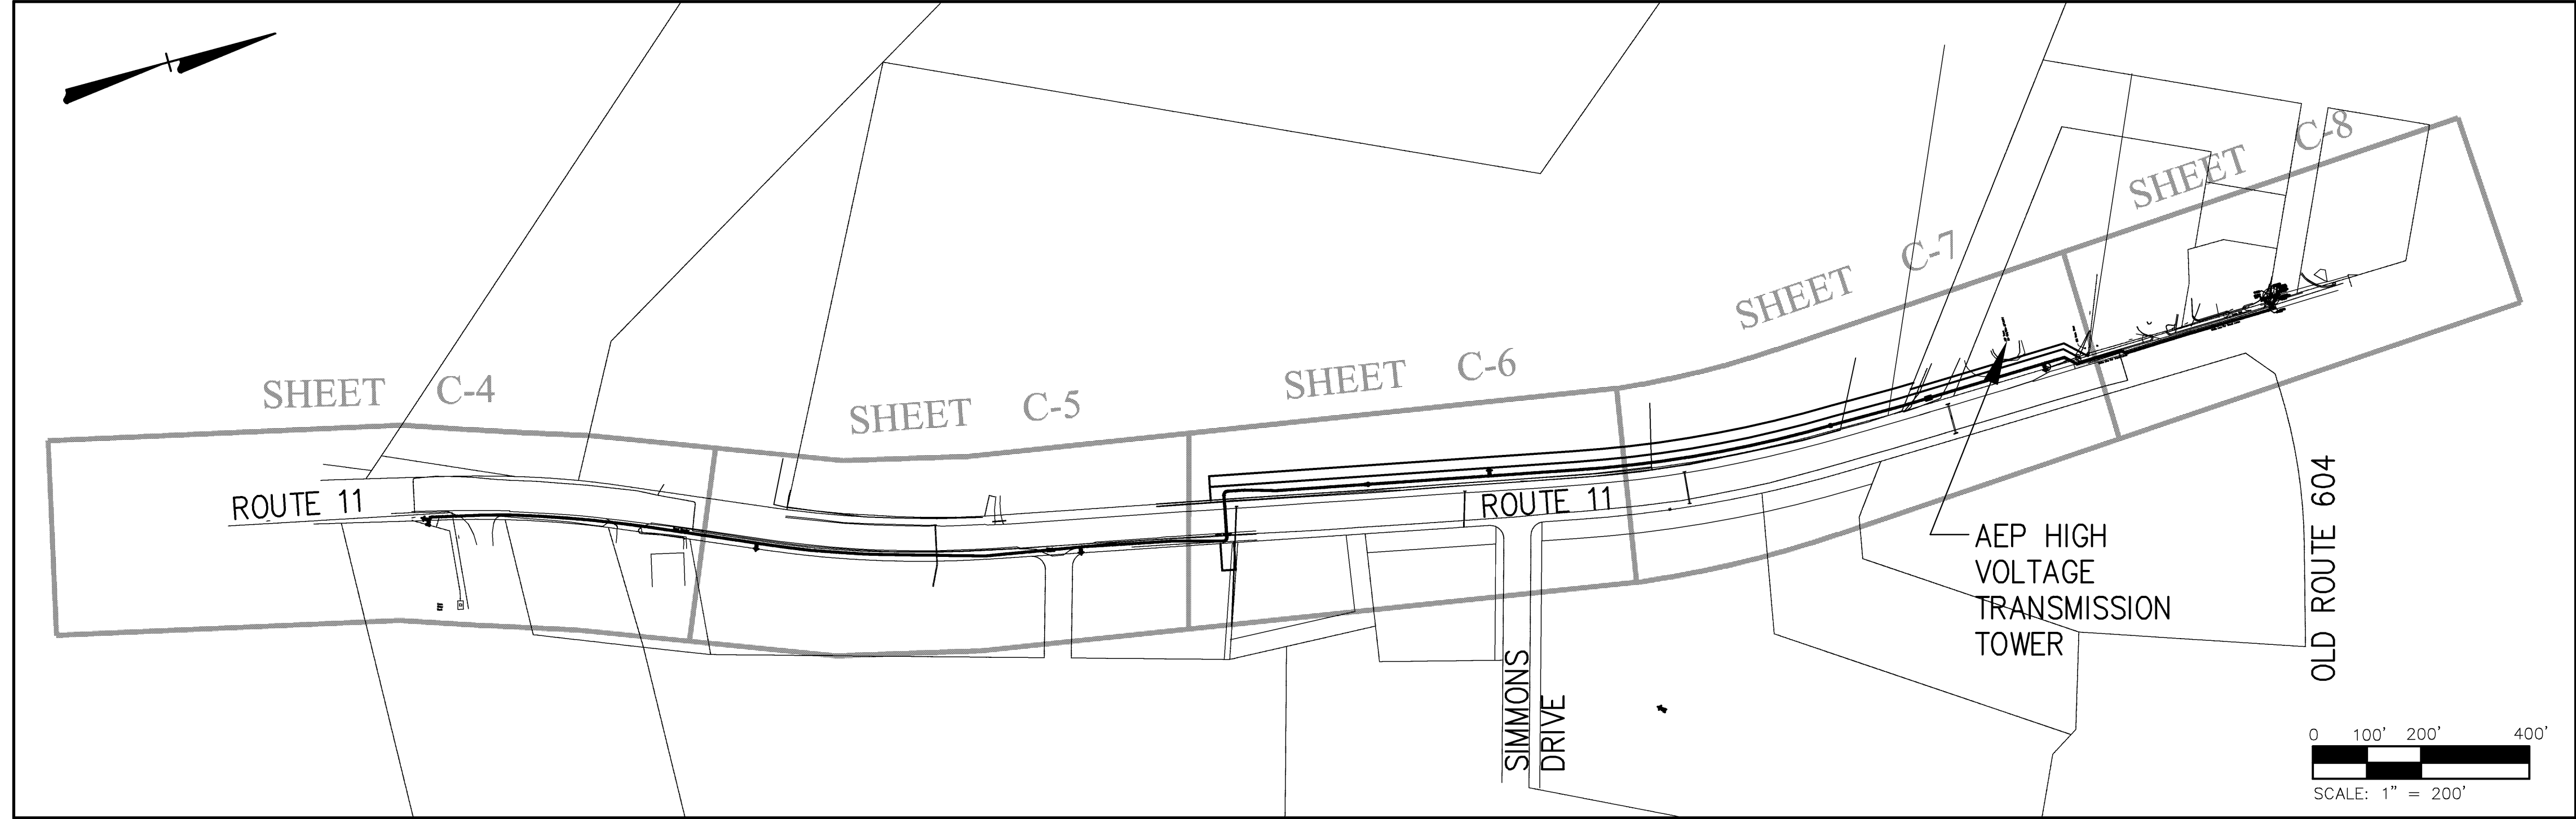 SHEET C-8
SHEET C-7
SHEET C-6
SHEET C-4
SHEET C-5
ROUTE 11
ROUTE 11
AEP HIGH
VOLTAGE
TRANSMISSION
TOWER
OLD ROUTE 604
SIMMONS
DRIVE
0 100' 200' 400'
SCALE: 1" = 200'